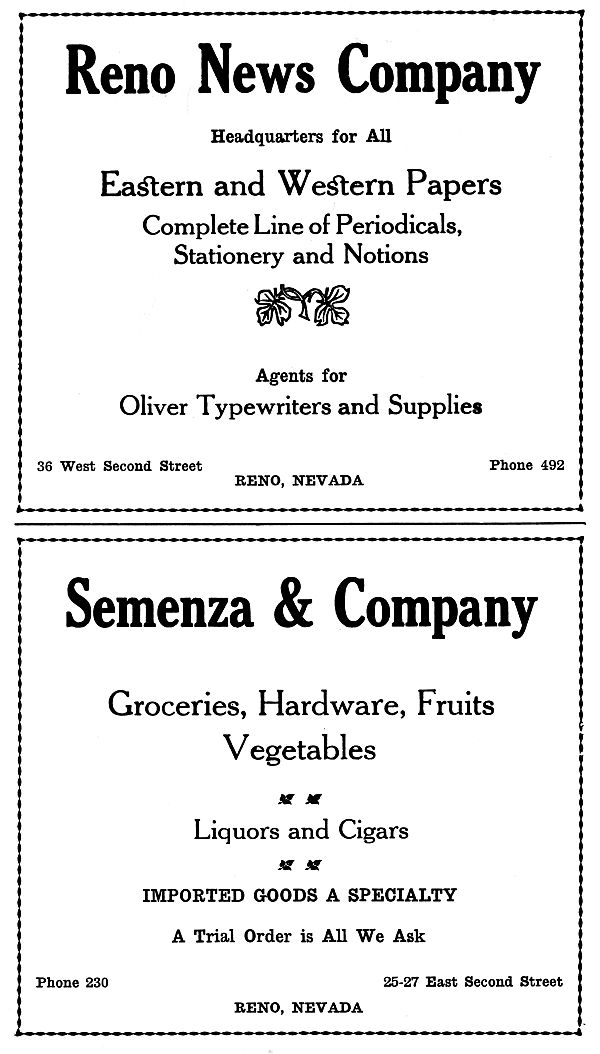 Reno News Company
Headquarters for All
Eastern and Western Papers
Complete Line of Periodicals,
Stationery and Notions
Agents for
Oliver Typewriters and Supplies
36 West Second Street
Phone 492
RENO, NEVADA
Semenza & Company
Groceries, Hardware, Fruits
Vegetables
Liquors and Cigars
IMPORTED GOODS A SPECIALTY
A Trial Order is All We Ask
Phone 230
25-27 East Second Street
RENO, NEVADA